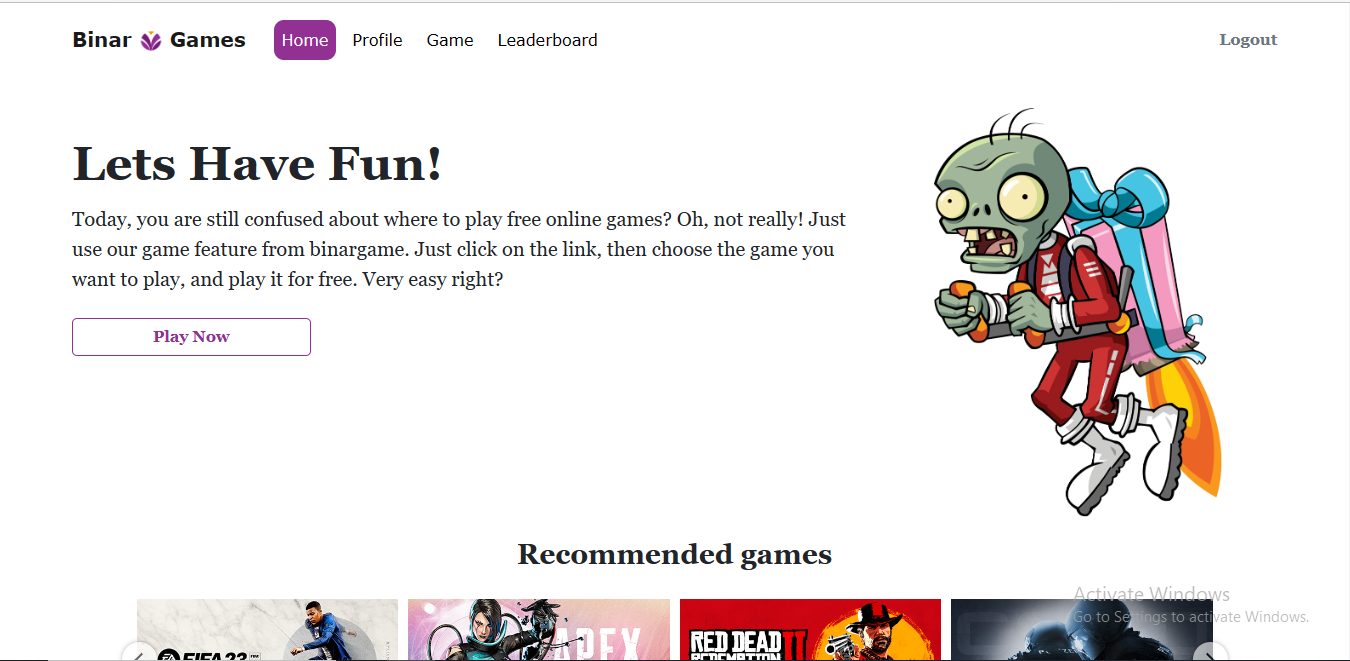 Binar Games
Home
Profile
Game
Leaderboard
Logout
Lets Have Fun!
Today, you are still confused about where to play free online games? Oh, not really! Just
use our game feature from binargame. Just click on the link, then choose the game you
want to play, and play it for free. Very easy right?
Play Now
Recommended games
Activate Windows
Go to Settings to activate Windows.
EA FIFA 23
APEX
RED DEAD
REDEMPTION II